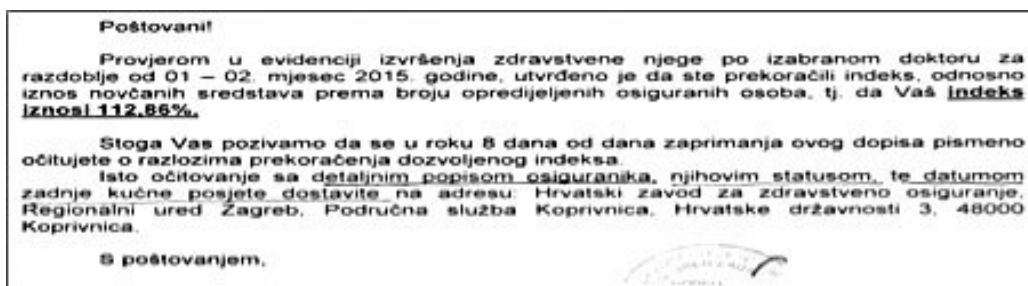 Poštovani!
Provjerom u evidenciji izvršenja zdravstvene njege po izabranom doktoru za
razdoblje od 01 – 02. mjesec 2015. godine, utvrđeno je da ste prekoračili indeks, odnosno
iznos novčanih sredstava prema broju opredijeljenih osiguranih osoba, tj. da Vaš indeks
iznosi 112,86%.
Stoga Vas pozivamo da se u roku 8 dana od dana zaprimanja ovog dopisa pismeno
očitujete o razlozima prekoračenja dozvoljenog indeksa.
Isto očitovanje sa detaljnim popisom osiguranika, njihovim statusom, te datumom
zadnje kućne posjete dostavite na adresu: Hrvatski zavod za zdravstveno osiguranje,
Regionalni ured Zagreb, Područna služba Koprivnica, Hrvatske državnosti 3, 48000
Koprivnica.
S poštovanjem,